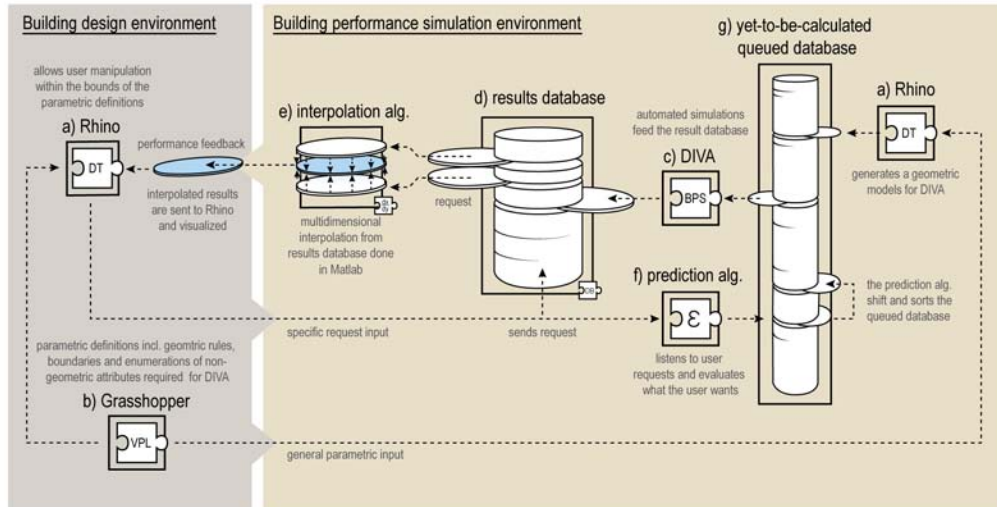 Building design environment
Building performance simulation environment
allows user manipulation
within the bounds of the
parametric definitions
a) Rhino
DT
performance feedback
interpolated results
are sent to Rhino
and visualized
e) interpolation alg.
multidimensional
interpolation from
results database done
in Matlab
request
d) results database
DB
automated simulations
feed the result database
c) DIVA
BPS
g) yet-to-be-calculated
queued database
a) Rhino
DT
generates a geometric
models for DIVA
f) prediction alg.
ε
listens to user
requests and evaluates
what the user wants
the prediction alg.
shift and sorts the
queued database
specific request input
sends request
parametric definitions incl. geomtric rules,
boundaries and enumerations of non-
geometric attributes required for DIVA
b) Grasshopper
VPL
general parametric input